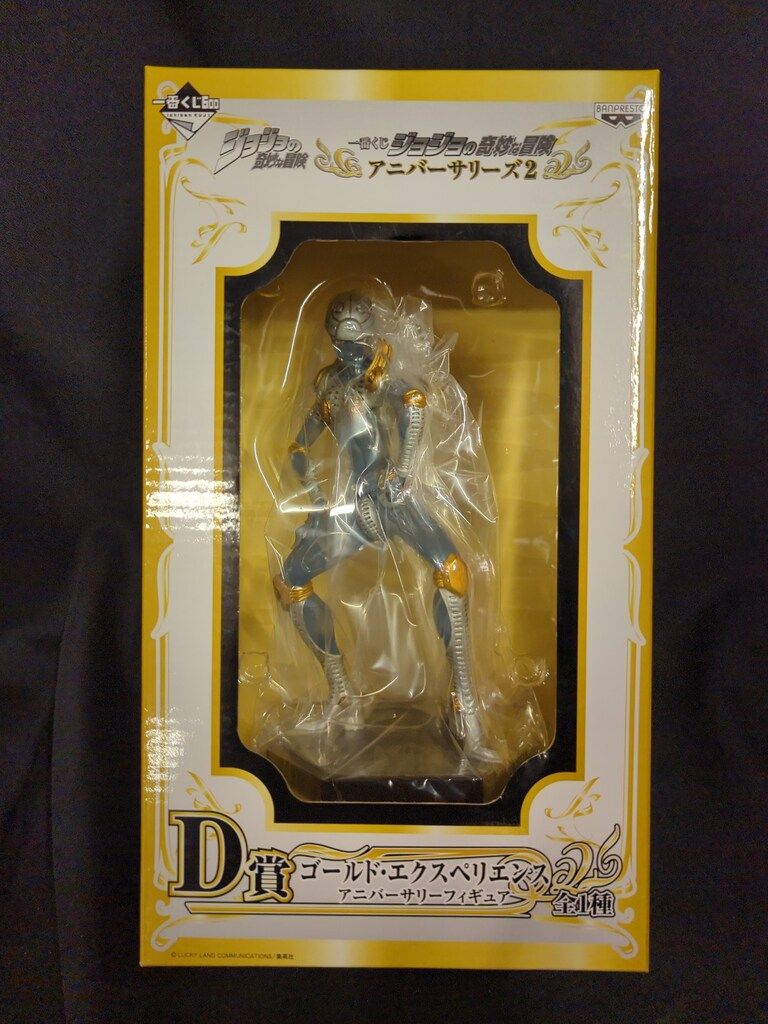 一番くじ600
ICHIBAN KUJI
BANPRESTO
ジョジョの
奇妙な冒険
一番くじ ジョジョの奇妙な冒険
アニバーサリーズ2
D賞
ゴールド・エクスペリエンス
アニバーサリーフィギュア
全1種
©LUCKY LAND COMMUNICATIONS/集英社